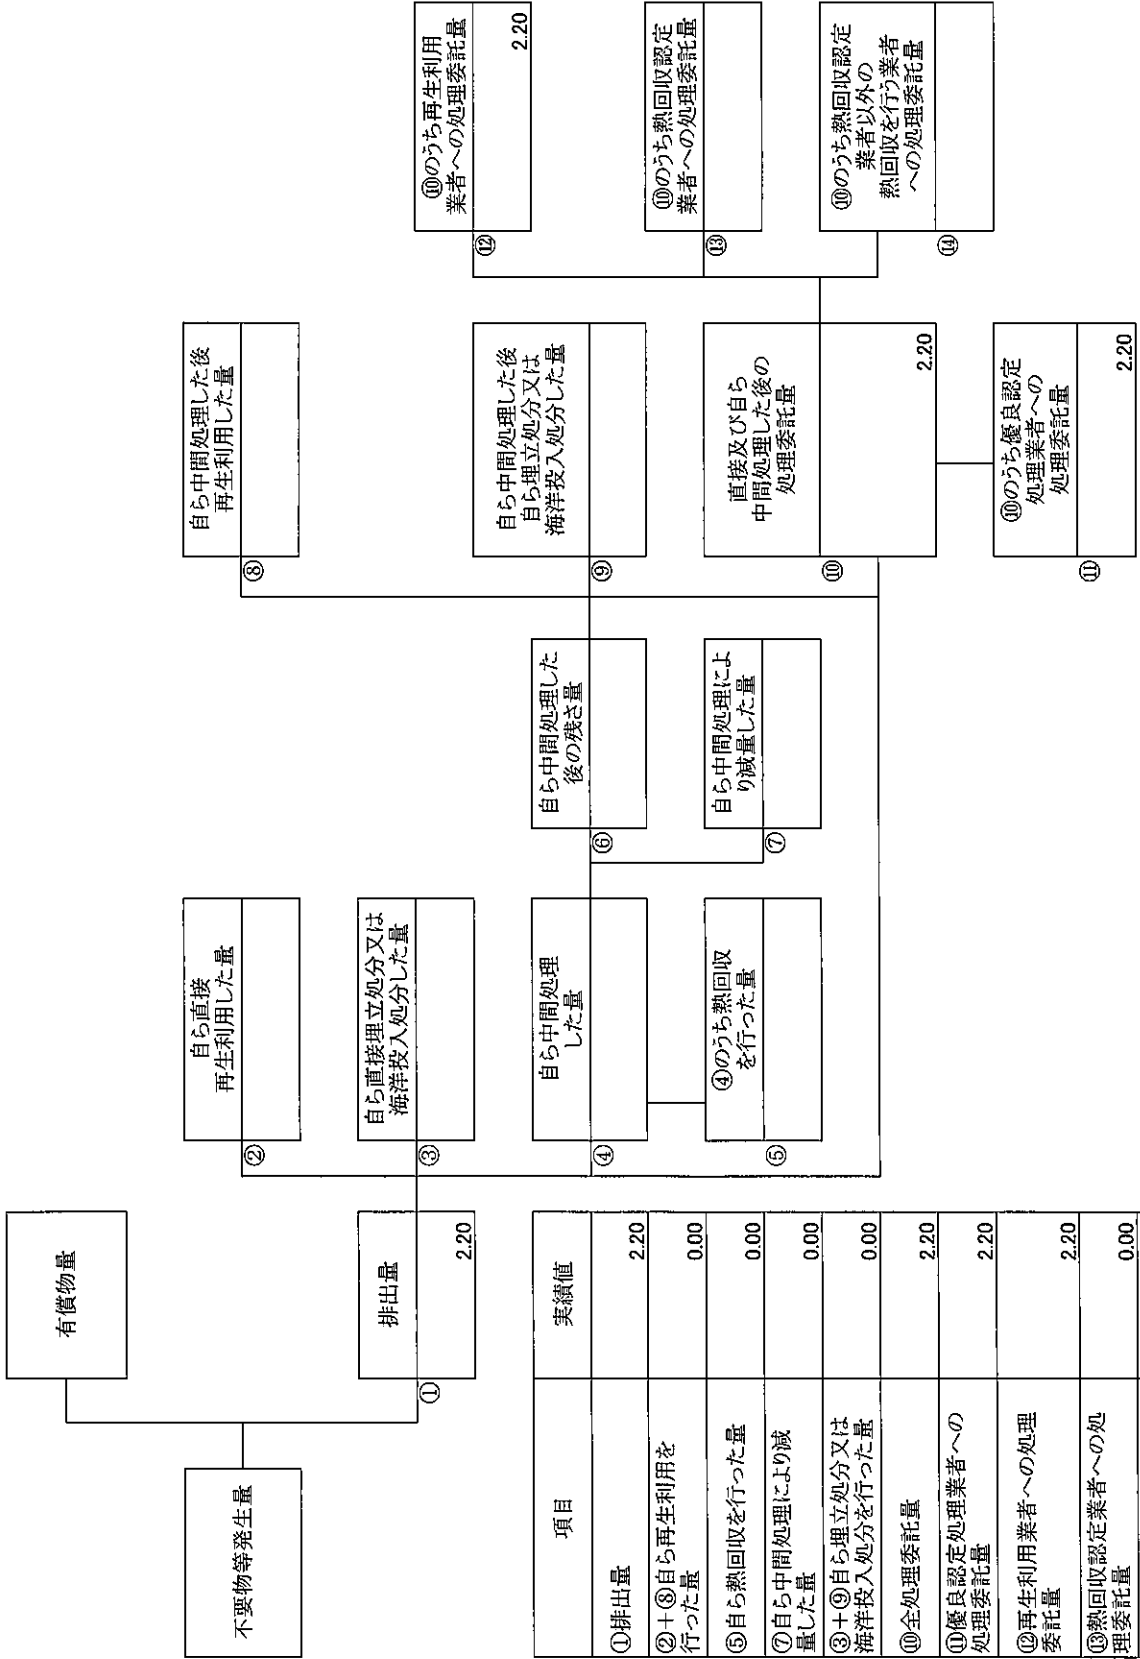 不要物等発生量
有償物量
①
排出量
2.20
②
自ら直接
再生利用した量
③
自ら直接埋立処分又は
海洋投入処分した量
④
自ら中間処理
した量
⑤
④のうち熱回収
を行った量
⑥
自ら中間処理した
後の残さ量
⑦
自ら中間処理によ
り減量した量
⑧
自ら中間処理した後
再生利用した量
⑨
自ら中間処理した後
自ら埋立処分又は
海洋投入処分した量
⑩
直接及び自ら
中間処理した後の
処理委託量
2.20
⑪
⑩のうち優良認定
処理業者への
処理委託量
2.20
⑫
⑩のうち再生利用
業者への処理委託量
2.20
⑬
⑩のうち熱回収認定
業者への処理委託量
⑭
⑩のうち熱回収認定
業者以外の
熱回収を行う業者
への処理委託量
項目 実績値
①排出量 2.20
②+⑧自ら再生利用を
行った量 0.00
⑤自ら熱回収を行った量 0.00
⑦自ら中間処理により減
量した量 0.00
③+⑨自ら埋立処分又は
海洋投入処分を行った量 0.00
⑩全処理委託量 2.20
⑪優良認定処理業者への
処理委託量 2.20
⑫再生利用業者への処理
委託量 2.20
⑬熱回収認定業者への処
理委託量 0.00